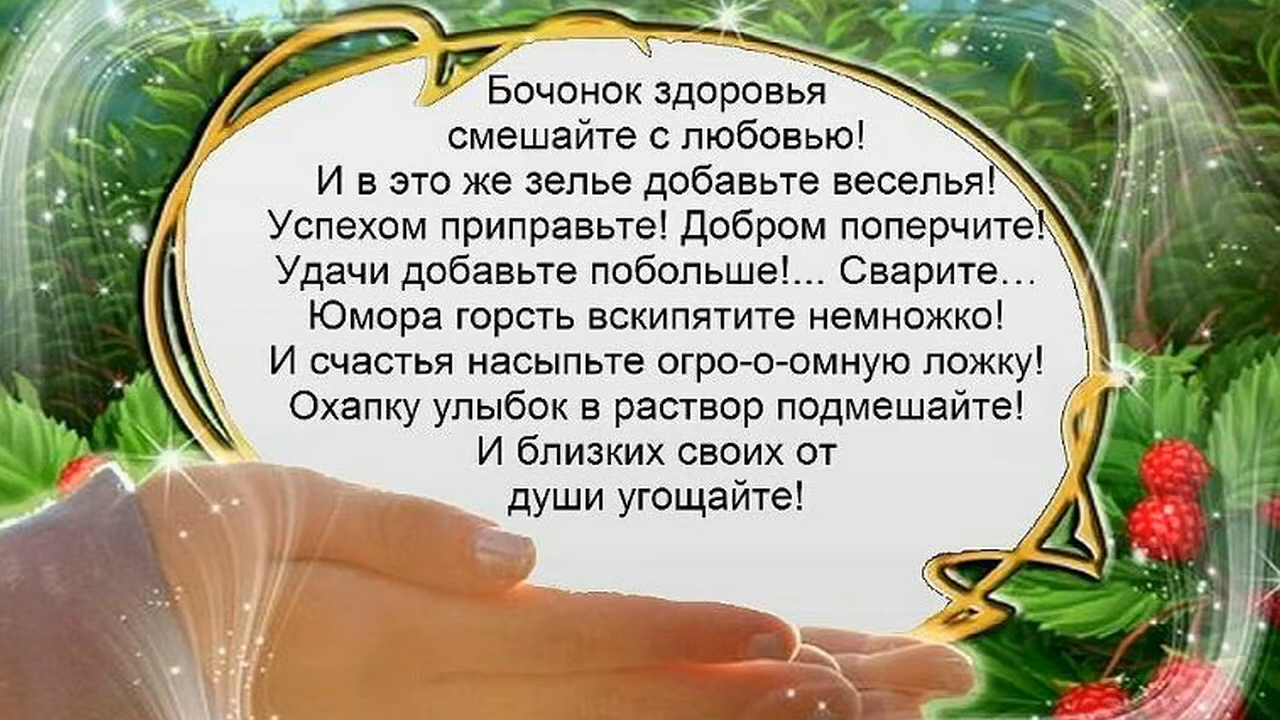 Бочонок здоровья
смешайте с любовью!
И в это же зелье добавьте веселья!
Успехом приправьте! Добром поперчите!
Удачи добавьте побольше!... Сварите...
Юмора горсть вскипятите немножко!
И счастья насыпьте огро-о-омную ложку!
Охапку улыбок в раствор подмешайте!
И близких своих от
души угощайте!